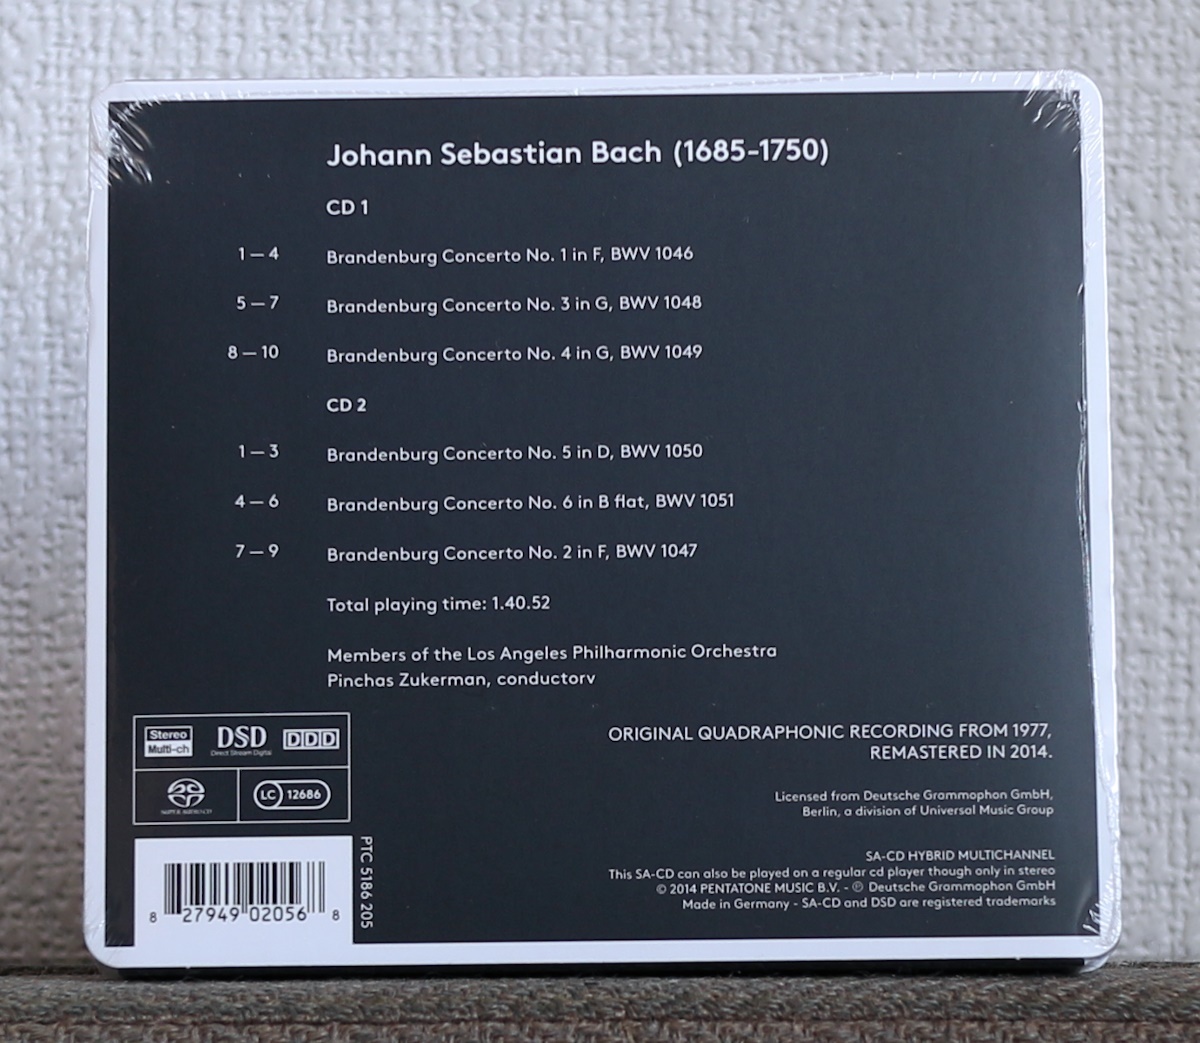 Johann Sebastian Bach (1685-1750)
CD 1
1 — 4 Brandenburg Concerto No. 1 in F, BWV 1046
5 — 7 Brandenburg Concerto No. 3 in G, BWV 1048
8 — 10 Brandenburg Concerto No. 4 in G, BWV 1049
CD 2
1 — 3 Brandenburg Concerto No. 5 in D, BWV 1050
4 — 6 Brandenburg Concerto No. 6 in B flat, BWV 1051
7 — 9 Brandenburg Concerto No. 2 in F, BWV 1047
Total playing time: 1.40.52
Members of the Los Angeles Philharmonic Orchestra
Pinchas Zukerman, conductorv
Stereo
Multi-ch
DSD
Direct Stream Digital
DDD
SUPER AUDIO CD
LC 12686
PTC 5186 205
8 27949 02056 8
ORIGINAL QUADRAPHONIC RECORDING FROM 1977,
REMASTERED IN 2014.
Licensed from Deutsche Grammophon GmbH,
Berlin, a division of Universal Music Group
SA-CD HYBRID MULTICHANNEL
This SA-CD can also be played on a regular cd player though only in stereo
© 2014 PENTATONE MUSIC B.V. - ℗ Deutsche Grammophon GmbH
Made in Germany - SA-CD and DSD are registered trademarks